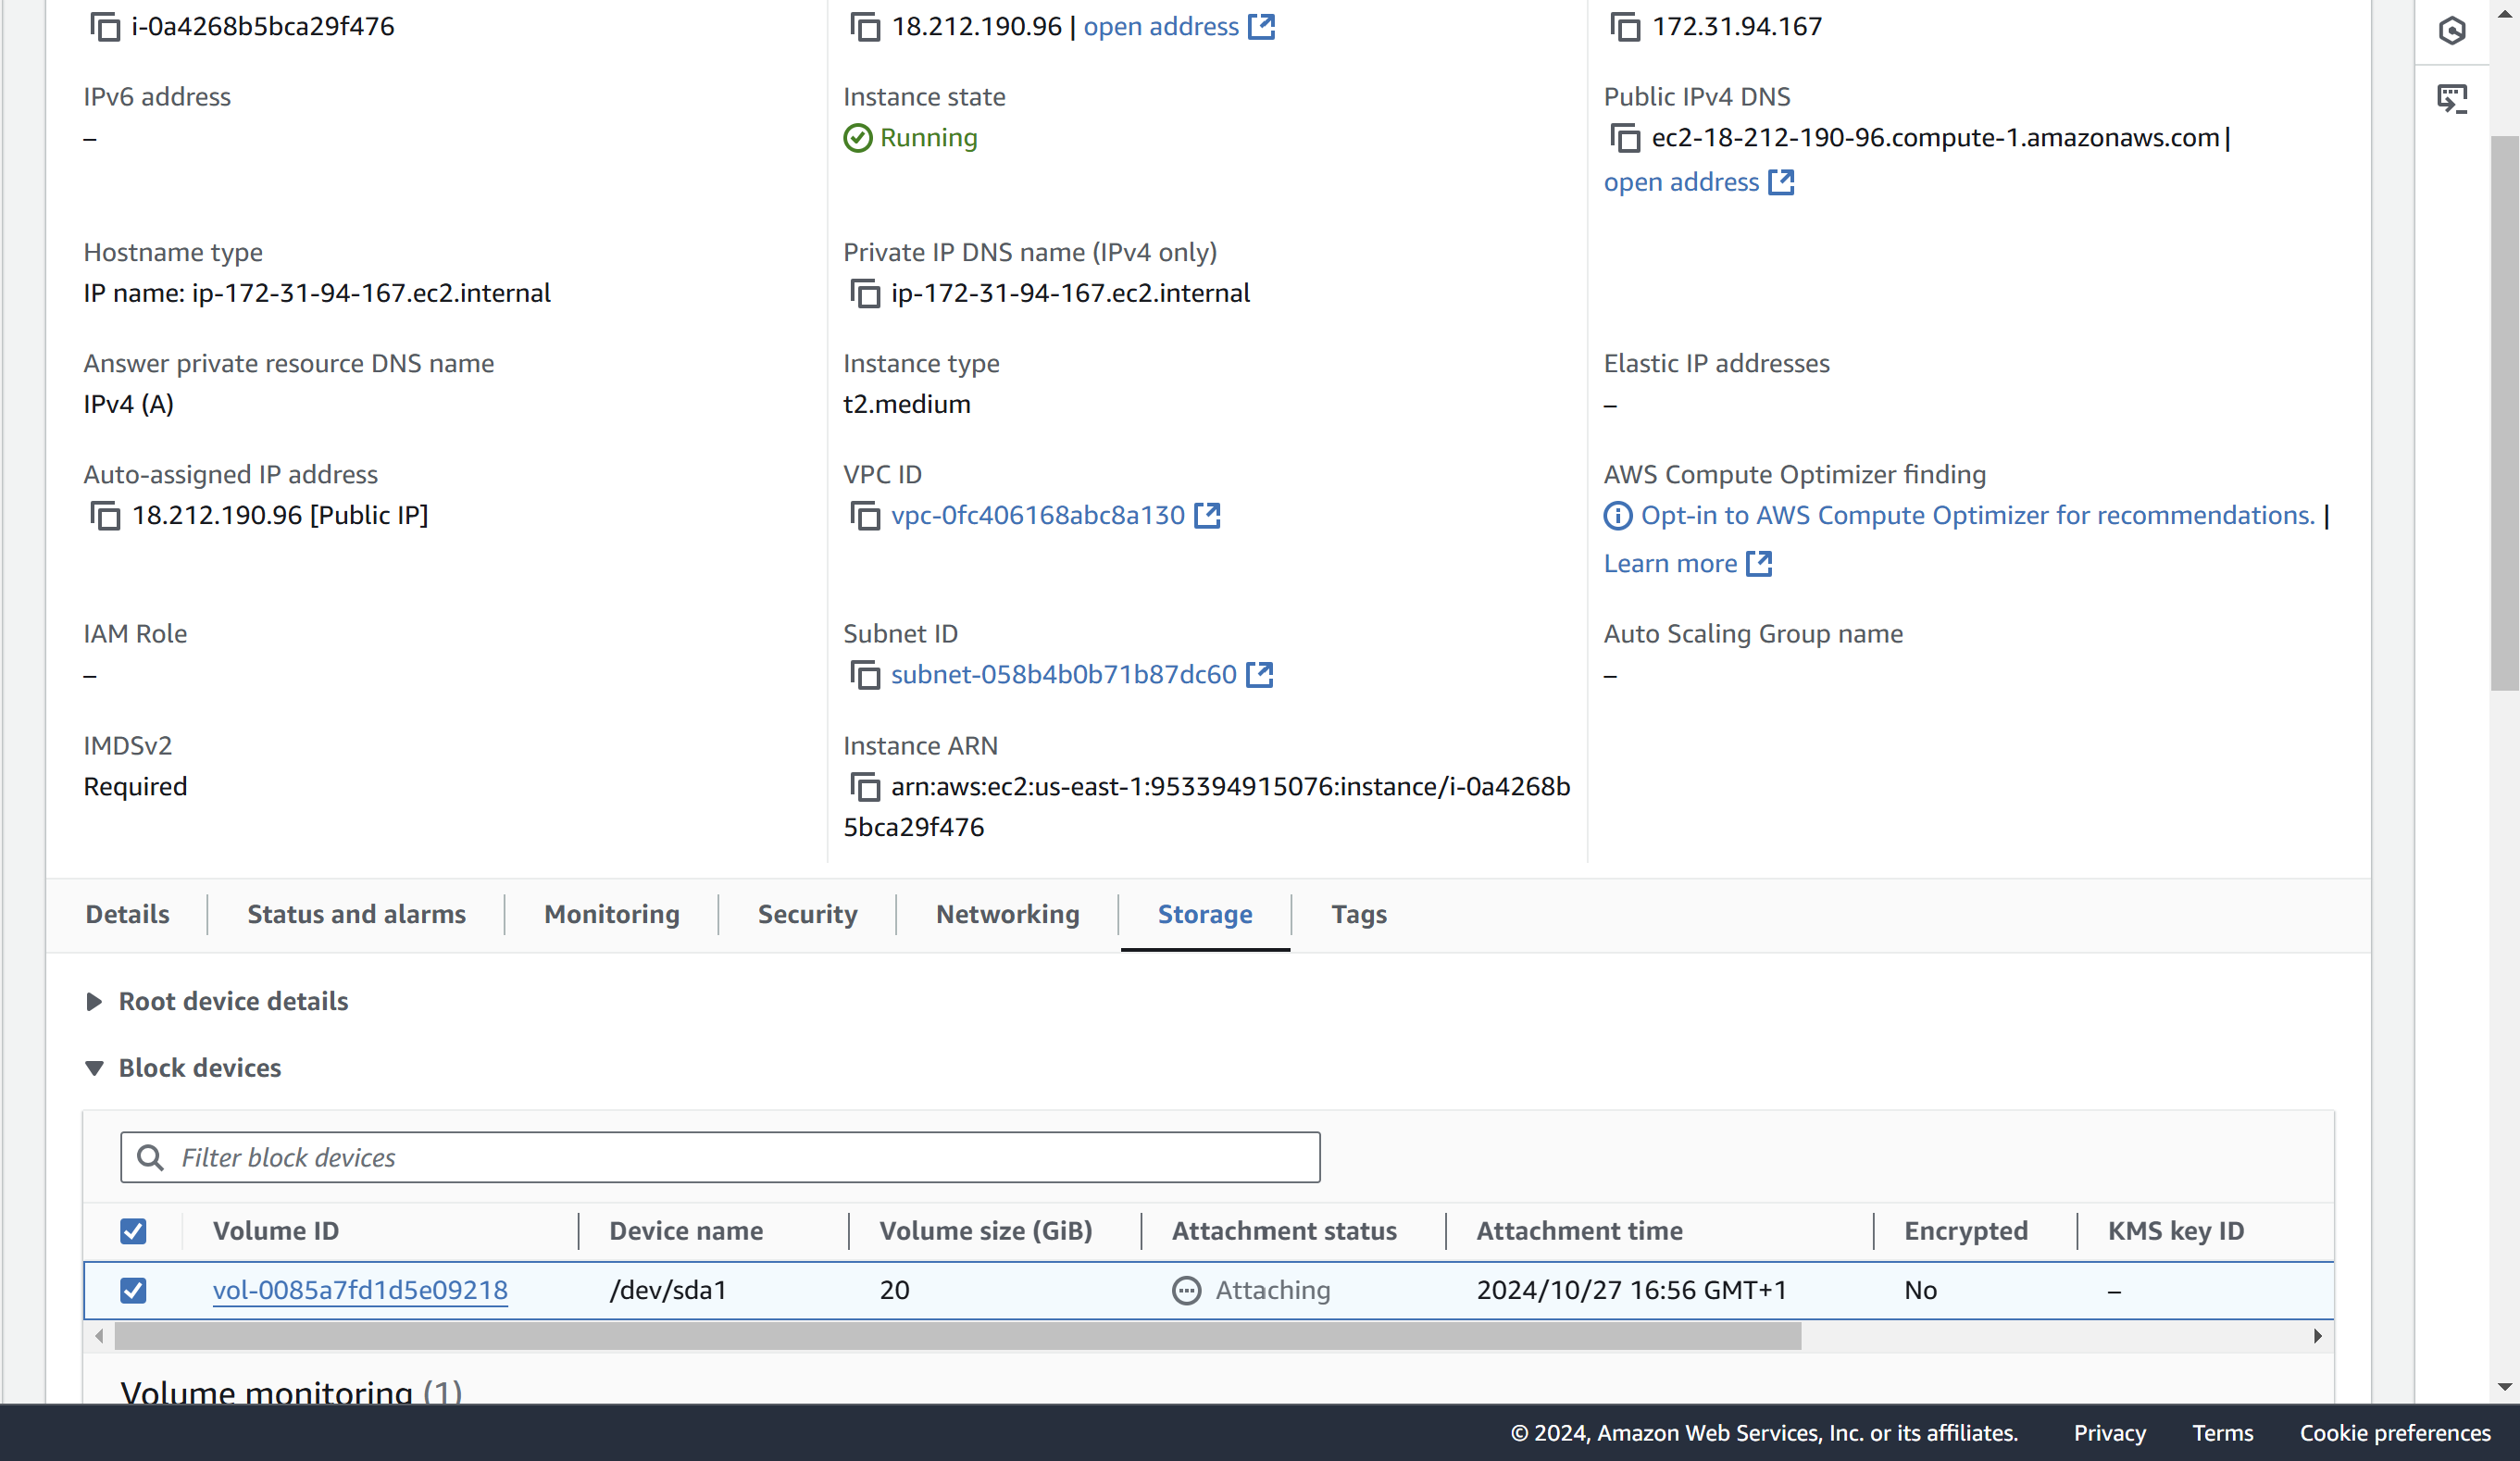 i-0a4268b5bca29f476
18.212.190.96 | open address
172.31.94.167
IPv6 address
–
Instance state
Running
Public IPv4 DNS
ec2-18-212-190-96.compute-1.amazonaws.com |
open address
Hostname type
IP name: ip-172-31-94-167.ec2.internal
Private IP DNS name (IPv4 only)
ip-172-31-94-167.ec2.internal
Answer private resource DNS name
IPv4 (A)
Instance type
t2.medium
Elastic IP addresses
–
Auto-assigned IP address
18.212.190.96 [Public IP]
VPC ID
vpc-0fc406168abc8a130
AWS Compute Optimizer finding
Opt-in to AWS Compute Optimizer for recommendations. |
Learn more
IAM Role
–
Subnet ID
subnet-058b4b0b71b87dc60
Auto Scaling Group name
–
IMDSv2
Required
Instance ARN
arn:aws:ec2:us-east-1:953394915076:instance/i-0a4268b
5bca29f476
Details Status and alarms Monitoring Security Networking Storage Tags
Root device details
Block devices
Filter block devices
Volume ID Device name Volume size (GiB) Attachment status Attachment time Encrypted KMS key ID
vol-0085a7fd1d5e09218 /dev/sda1 20 Attaching 2024/10/27 16:56 GMT+1 No –
Volume monitoring (1)
© 2024, Amazon Web Services, Inc. or its affiliates. Privacy Terms Cookie preferences